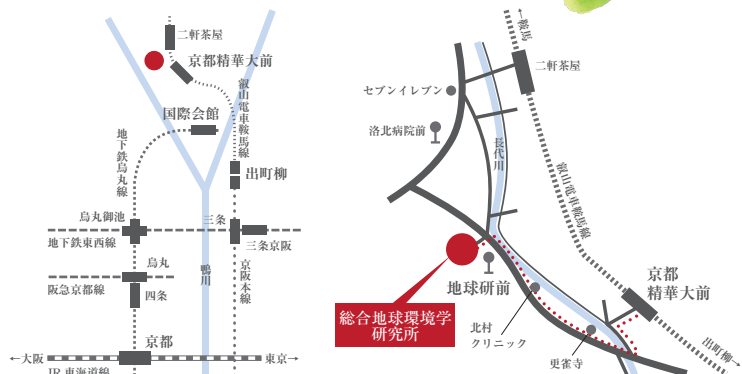 二軒茶屋
京都精華大前
叡山電車鞍馬線
国際会館
地下鉄烏丸線
出町柳
烏丸御池
三条
地下鉄東西線
三条京阪
烏丸
鴨川
京阪本線
阪急京都線
四条
京都
←大阪
東京→
JR 東海道線
←鞍馬
二軒茶屋
セブンイレブン
洛北病院前
長代川
叡山電車鞍馬線
地球研前
京都
精華大前
総合地球環境学
研究所
北村
クリニック
更雀寺
出町柳→